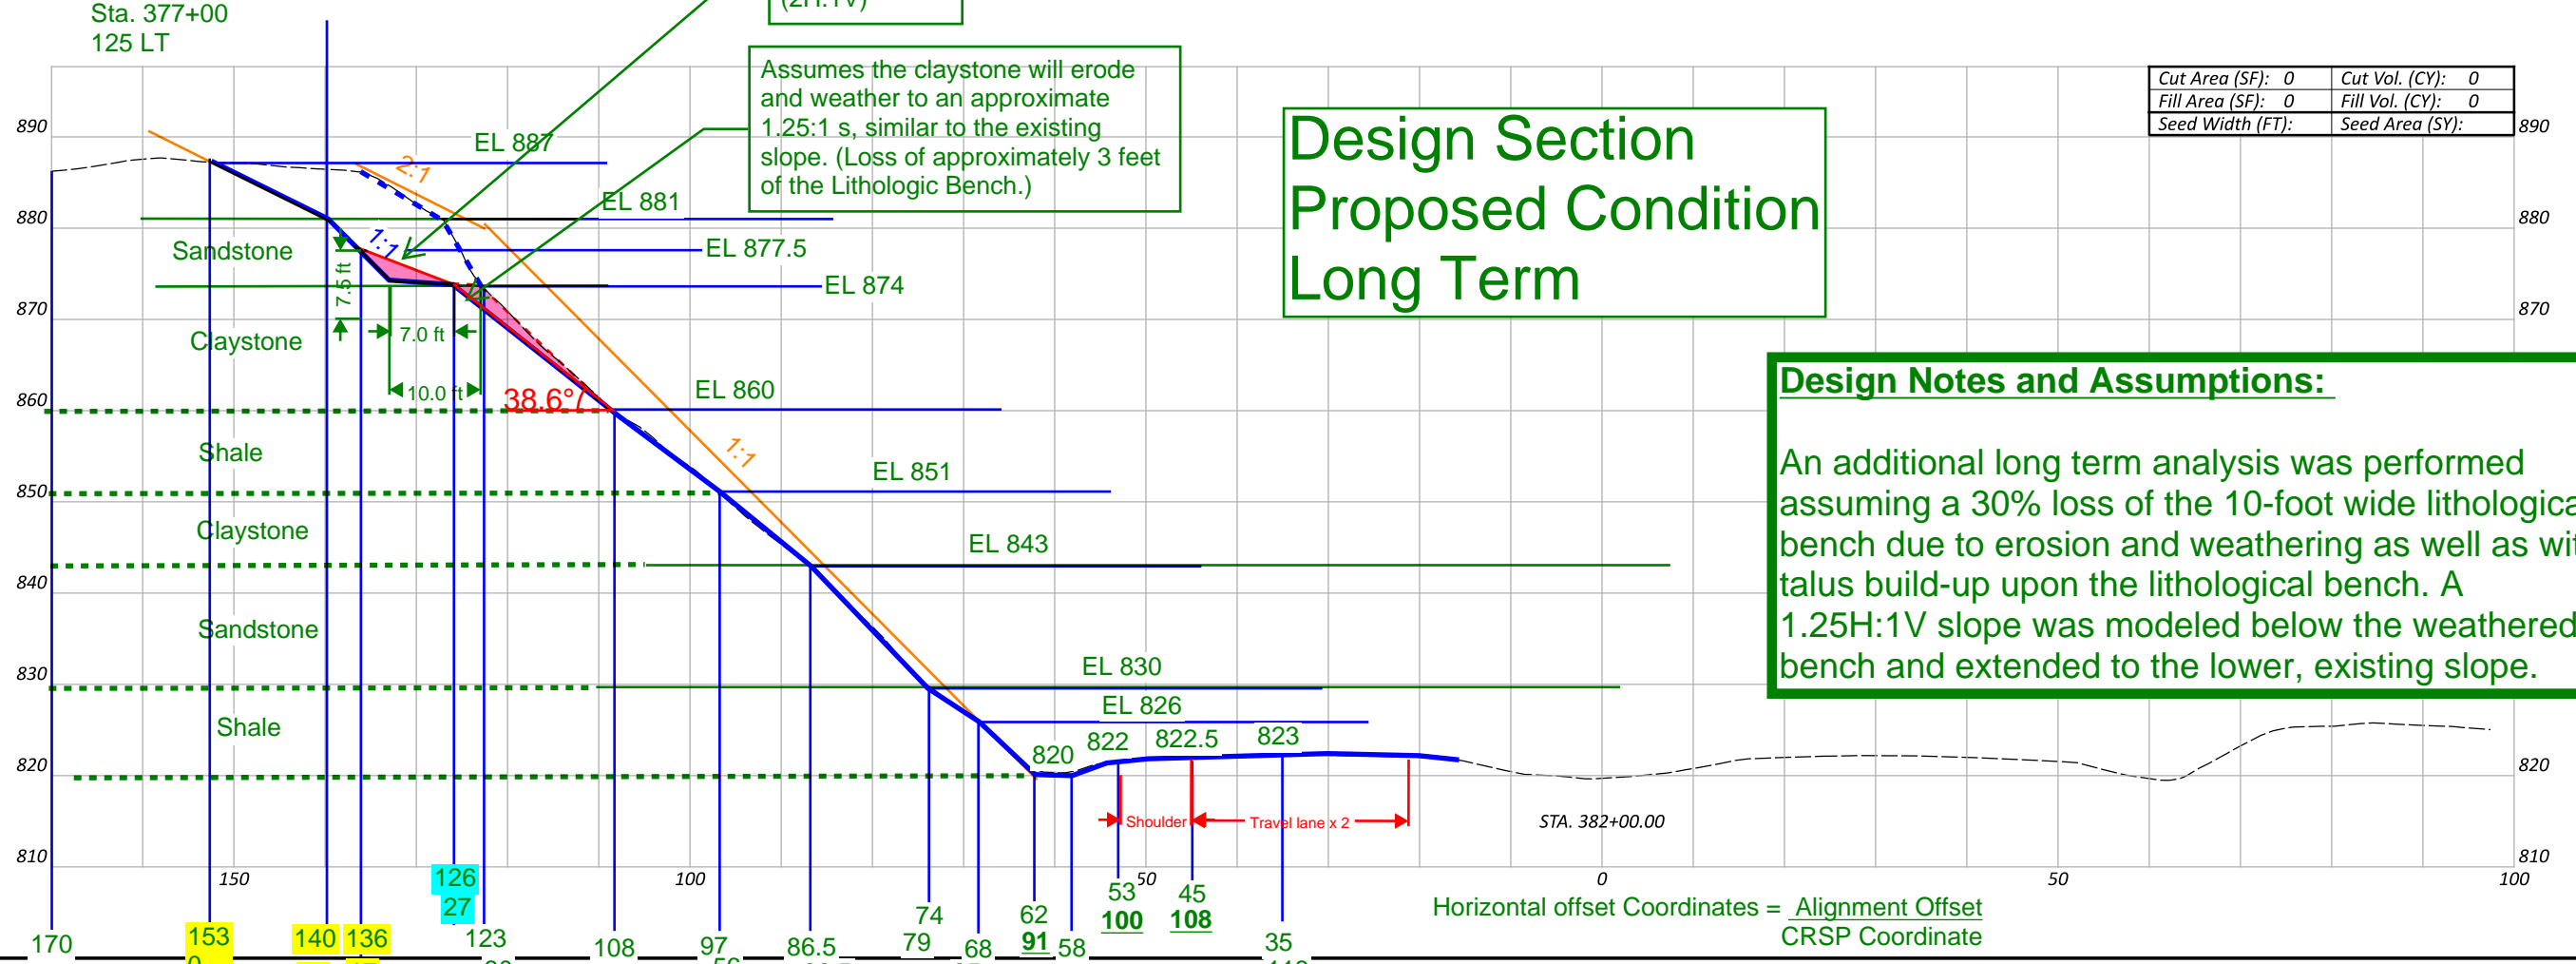 Sta. 377+00
125 LT
(2H:1V)
Assumes the claystone will erode
and weather to an approximate
1.25:1 s, similar to the existing
slope. (Loss of approximately 3 feet
of the Lithologic Bench.)
Design Section
Proposed Condition
Long Term
Cut Area (SF): 0 Cut Vol. (CY): 0
Fill Area (SF): 0 Fill Vol. (CY): 0
Seed Width (FT): Seed Area (SY):
890 890
EL 887
2:1
EL 881
880 880
Sandstone
1:1
EL 877.5
7.5 ft
EL 874
870 870
7.0 ft
Claystone
10.0 ft
38.6°
EL 860
860
1:1
Shale
EL 851
850
Claystone
EL 843
840
Sandstone
EL 830
830
EL 826
Shale
820 822 822.5 823
820 820
Shoulder Travel lane x 2
STA. 382+00.00
810 810
Design Notes and Assumptions:
An additional long term analysis was performed
assuming a 30% loss of the 10-foot wide lithologica
bench due to erosion and weathering as well as wit
talus build-up upon the lithological bench. A
1.25H:1V slope was modeled below the weathered
bench and extended to the lower, existing slope.
150 100 50 0 50 100
126
27
53 45
100 108
74 62
170 153 140 136 123 108 97 86.5 79 68 91 58 35
Horizontal offset Coordinates = Alignment Offset
CRSP Coordinate